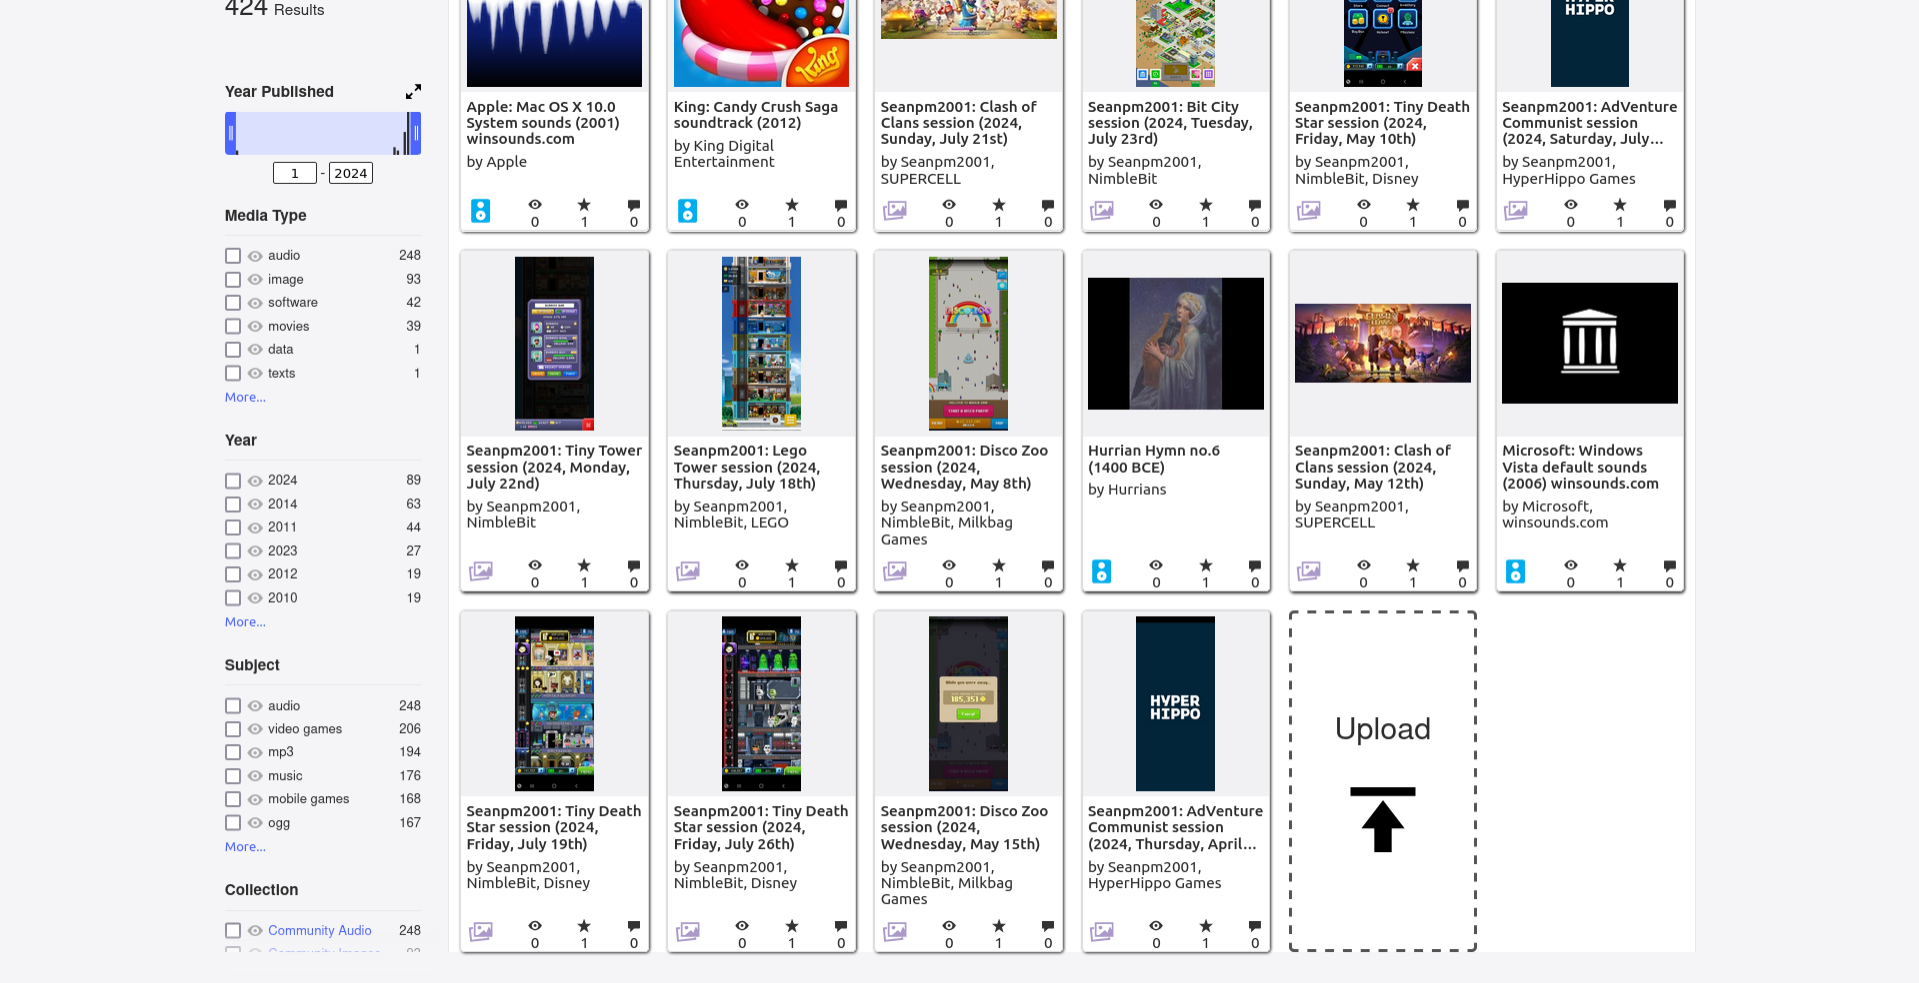 424 Results
Year Published
1 - 2024
Media Type
audio 248
image 93
software 42
movies 39
data 1
texts 1
More...
Year
2024 89
2014 63
2011 44
2023 27
2012 19
2010 19
More...
Subject
audio 248
video games 206
mp3 194
music 176
mobile games 168
ogg 167
More...
Collection
Community Audio 248
Community Images 93
King
Apple: Mac OS X 10.0
System sounds (2001)
winsounds.com
by Apple
0 1 0
King: Candy Crush Saga
soundtrack (2012)
by King Digital
Entertainment
0 1 0
Seanpm2001: Clash of
Clans session (2024,
Sunday, July 21st)
by Seanpm2001,
SUPERCELL
0 1 0
Seanpm2001: Bit City
session (2024, Tuesday,
July 23rd)
by Seanpm2001,
NimbleBit
0 1 0
Seanpm2001: Tiny Death
Star session (2024,
Friday, May 10th)
by Seanpm2001,
NimbleBit, Disney
0 1 0
HYPER
HIPPO
Seanpm2001: AdVenture
Communist session
(2024, Saturday, July...
by Seanpm2001,
HyperHippo Games
0 1 0
Seanpm2001: Tiny Tower
session (2024, Monday,
July 22nd)
by Seanpm2001,
NimbleBit
0 1 0
Seanpm2001: Lego
Tower session (2024,
Thursday, July 18th)
by Seanpm2001,
NimbleBit, LEGO
0 1 0
Seanpm2001: Disco Zoo
session (2024,
Wednesday, May 8th)
by Seanpm2001,
NimbleBit, Milkbag
Games
0 1 0
Hurrian Hymn no.6
(1400 BCE)
by Hurrians
0 1 0
Seanpm2001: Clash of
Clans session (2024,
Sunday, May 12th)
by Seanpm2001,
SUPERCELL
0 1 0
Microsoft: Windows
Vista default sounds
(2006) winsounds.com
by Microsoft,
winsounds.com
0 1 0
Seanpm2001: Tiny Death
Star session (2024,
Friday, July 19th)
by Seanpm2001,
NimbleBit, Disney
0 1 0
Seanpm2001: Tiny Death
Star session (2024,
Friday, July 26th)
by Seanpm2001,
NimbleBit, Disney
0 1 0
While you were away...
185,351
Seanpm2001: Disco Zoo
session (2024,
Wednesday, May 15th)
by Seanpm2001,
NimbleBit, Milkbag
Games
0 1 0
HYPER
HIPPO
Seanpm2001: AdVenture
Communist session
(2024, Thursday, April...
by Seanpm2001,
HyperHippo Games
0 1 0
Upload